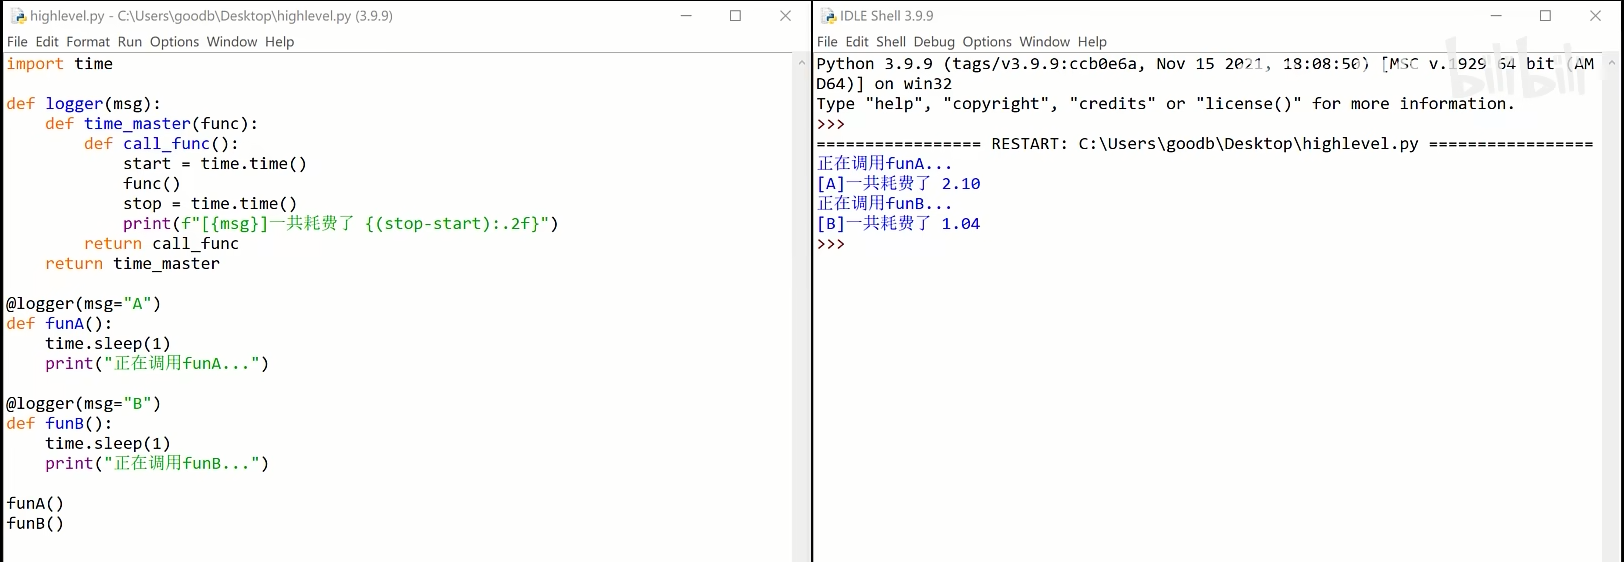 highlevel.py - C:\Users\goodb\Desktop\highlevel.py (3.9.9)
File Edit Format Run Options Window Help
import time
def logger(msg):
    def time_master(func):
        def call_func():
            start = time.time()
            func()
            stop = time.time()
            print(f"[{msg}]一共耗费了 {(stop-start):.2f}")
        return call_func
    return time_master
@logger(msg="A")
def funA():
    time.sleep(1)
    print("正在调用funA...")
@logger(msg="B")
def funB():
    time.sleep(1)
    print("正在调用funB...")
funA()
funB()
IDLE Shell 3.9.9
File Edit Shell Debug Options Window Help
Python 3.9.9 (tags/v3.9.9:ccb0e6a, Nov 15 2021, 18:08:50) [MSC v.1929 64 bit (AM
D64)] on win32
Type "help", "copyright", "credits" or "license()" for more information.
>>>
================= RESTART: C:\Users\goodb\Desktop\highlevel.py =================
正在调用funA...
[A]一共耗费了 2.10
正在调用funB...
[B]一共耗费了 1.04
>>>
bilibili